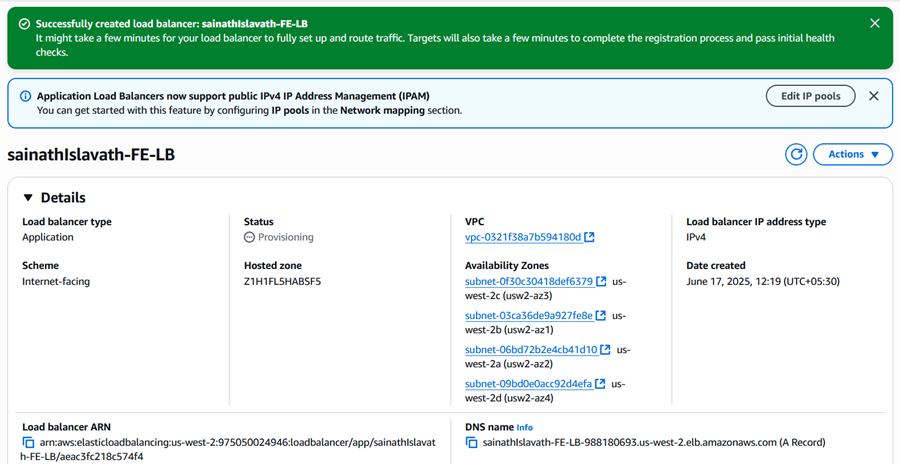 Successfully created load balancer: sainathIslavath-FE-LB
It might take a few minutes for your load balancer to fully set up and route traffic. Targets will also take a few minutes to complete the registration process and pass initial health
checks.
Application Load Balancers now support public IPv4 IP Address Management (IPAM)
You can get started with this feature by configuring IP pools in the Network mapping section.
Edit IP pools
sainathIslavath-FE-LB
Actions
Details
Load balancer type
Application
Status
Provisioning
VPC
vpc-0321f38a7b594180d
Load balancer IP address type
IPv4
Scheme
Internet-facing
Hosted zone
Z1H1FL5HABSF5
Availability Zones
subnet-0f30c30418def6379 us-
west-2c (usw2-az3)
subnet-03ca36de9a927fe8e us-
west-2b (usw2-az1)
subnet-06bd72b2e4cb41d10 us-
west-2a (usw2-az2)
subnet-09bd0e0acc92d4efa us-
west-2d (usw2-az4)
Date created
June 17, 2025, 12:19 (UTC+05:30)
Load balancer ARN
arn:aws:elasticloadbalancing:us-west-2:975050024946:loadbalancer/app/sainathIslavat
h-FE-LB/aeac3fc218c574f4
DNS name Info
sainathIslavath-FE-LB-988180693.us-west-2.elb.amazonaws.com (A Record)